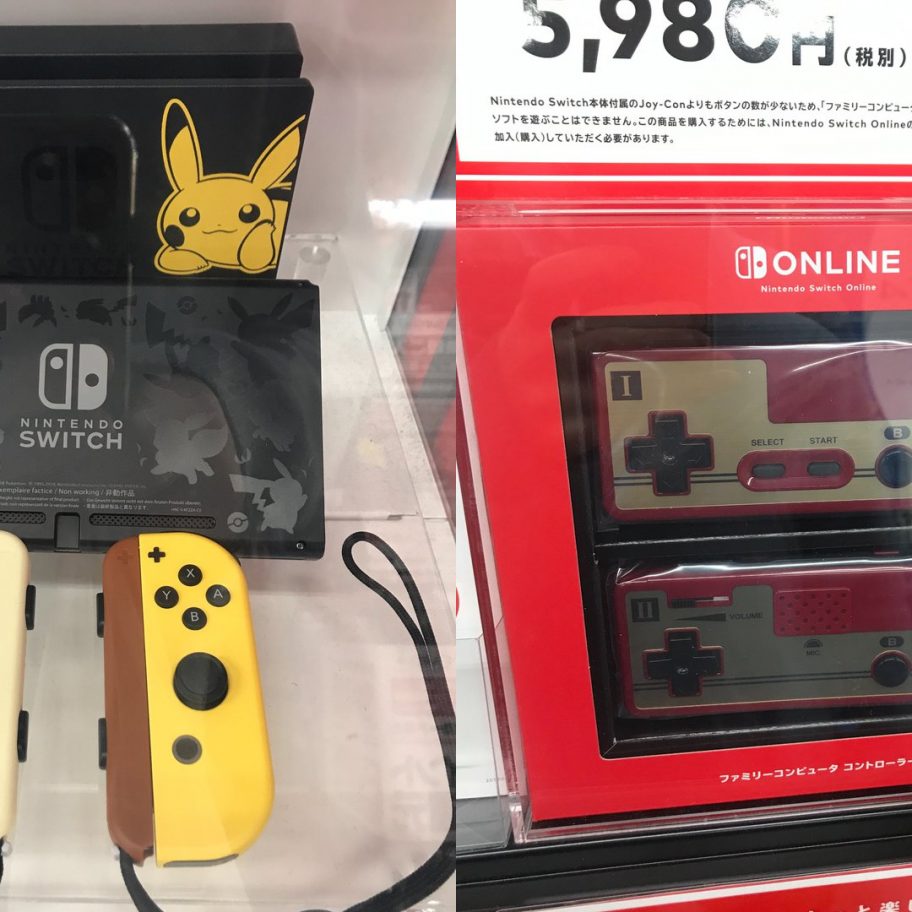 NINTENDO
SWITCH
exemplaire factice / Non working / 非動作品
X
Y
A
B
5,980円(税別)
Nintendo Switch本体付属のJoy-Conよりもボタンの数が少ないため、「ファミリーコンピュータ
ソフトを遊ぶことはできません。この商品を購入するためには、Nintendo Switch Onlineの
加入(購入)していただく必要があります。
ONLINE
Nintendo Switch Online
I
SELECT
START
B
II
VOLUME
MIC
B
ファミリーコンピュータ コントローラー